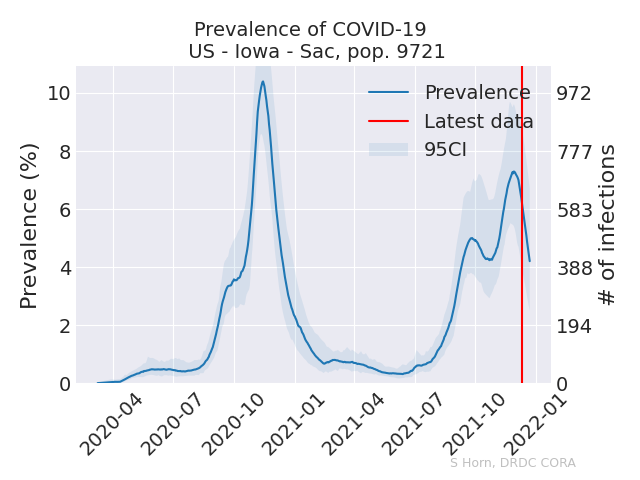 Prevalence of COVID-19
US - Iowa - Sac, pop. 9721
Prevalence
Latest data
95CI
Prevalence (%)
10
8
6
4
2
0
972
777
583
388
194
0
# of infections
2020-04
2020-07
2020-10
2021-01
2021-04
2021-07
2021-10
2022-01
S Horn, DRDC CORA